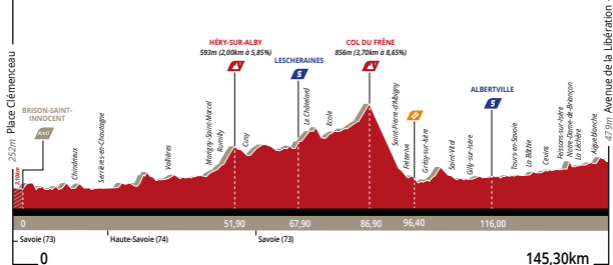 HÉRY-SUR-ALBY
593m (2,00km à 5,85%)
COL DU FRÊNE
856m (3,70km à 8,65%)
LESCHERAINES
S
ALBERTVILLE
S
BRISON-SAINT-
INNOCENT
252m Place Clémenceau
479m Avenue de la Libération
Chindrieux
Serrières-en-Chautagne
Vallières
Marigny-Saint-Marcel
Rumilly
Cusy
Le Châtelard
Ecole
Saint-Pierre-d'Albigny
Fréterive
Grésy-sur-Isère
Saint-Vital
Gilly-sur-Isère
Tours-en-Savoie
La Bâthie
Cevins
Feissons-sur-Isère
Notre-Dame-de-Briançon
La Léchère
Aigueblanche
0
51,90
67,90
86,90
96,40
116,00
Savoie (73)
Haute-Savoie (74)
Savoie (73)
0
145,30km